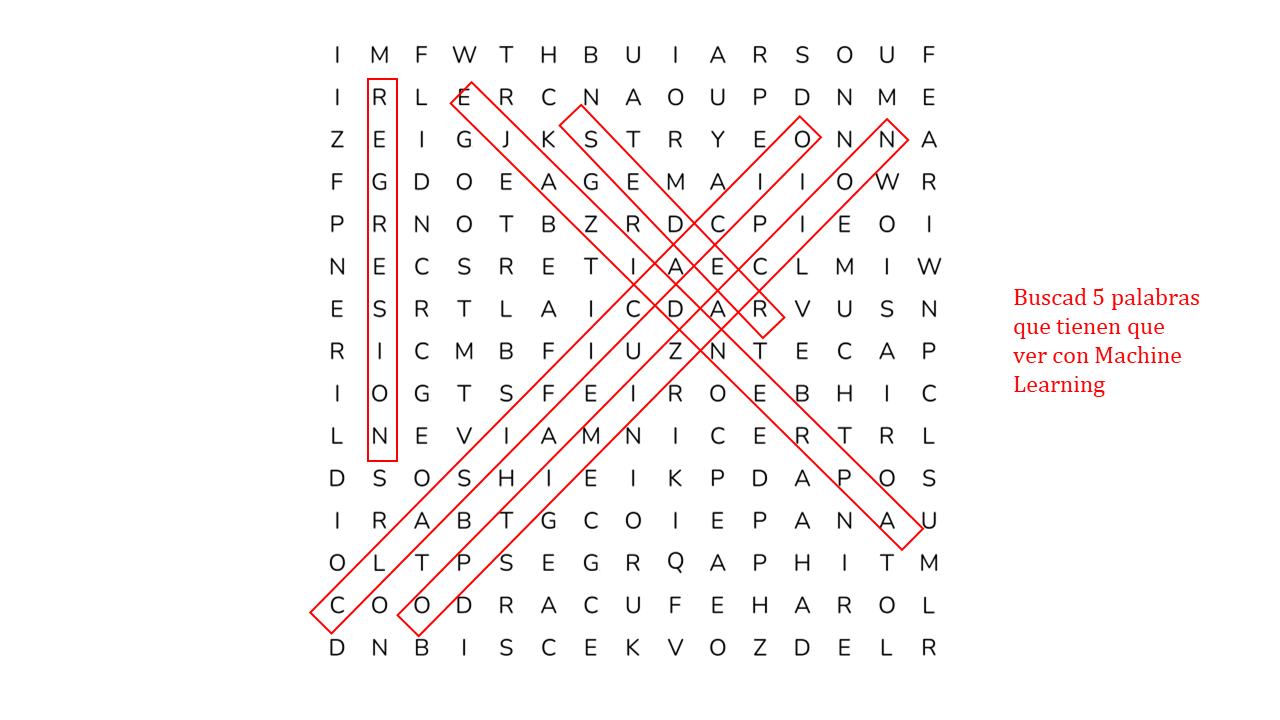 I M F W T H B U I A R S O U F
I R L E R C N A O U P D N M E
Z E I G J K S T R Y E O N N A
F G D O E A G E M A I I O W R
P R N O T B Z R D C P I E O I
N E C S R E T I A E C L M I W
E S R T L A I C D A R V U S N
R I C M B F I U Z N T E C A P
I O G T S F E I R O E B H I C
L N E V I A M N I C E R T R L
D S O S H I E I K P D A P O S
I R A B T G C O I E P A N A U
O L T P S E G R Q A P H I T M
C O O D R A C U F E H A R O L
D N B I S C E K V O Z D E L R
Buscad 5 palabras
que tienen que
ver con Machine
Learning